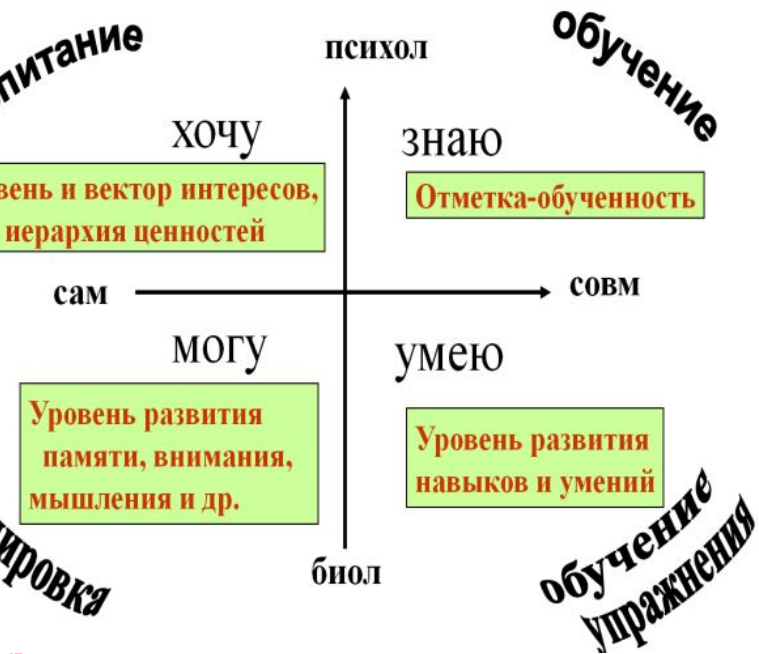 питание
обучение
психол
хочу
знаю
вень и вектор интересов,
иерархия ценностей
Отметка-обученность
сам
совм
могу
умею
Уровень развития
памяти, внимания,
мышления и др.
Уровень развития
навыков и умений
биол
ировка
обучение
упражнения